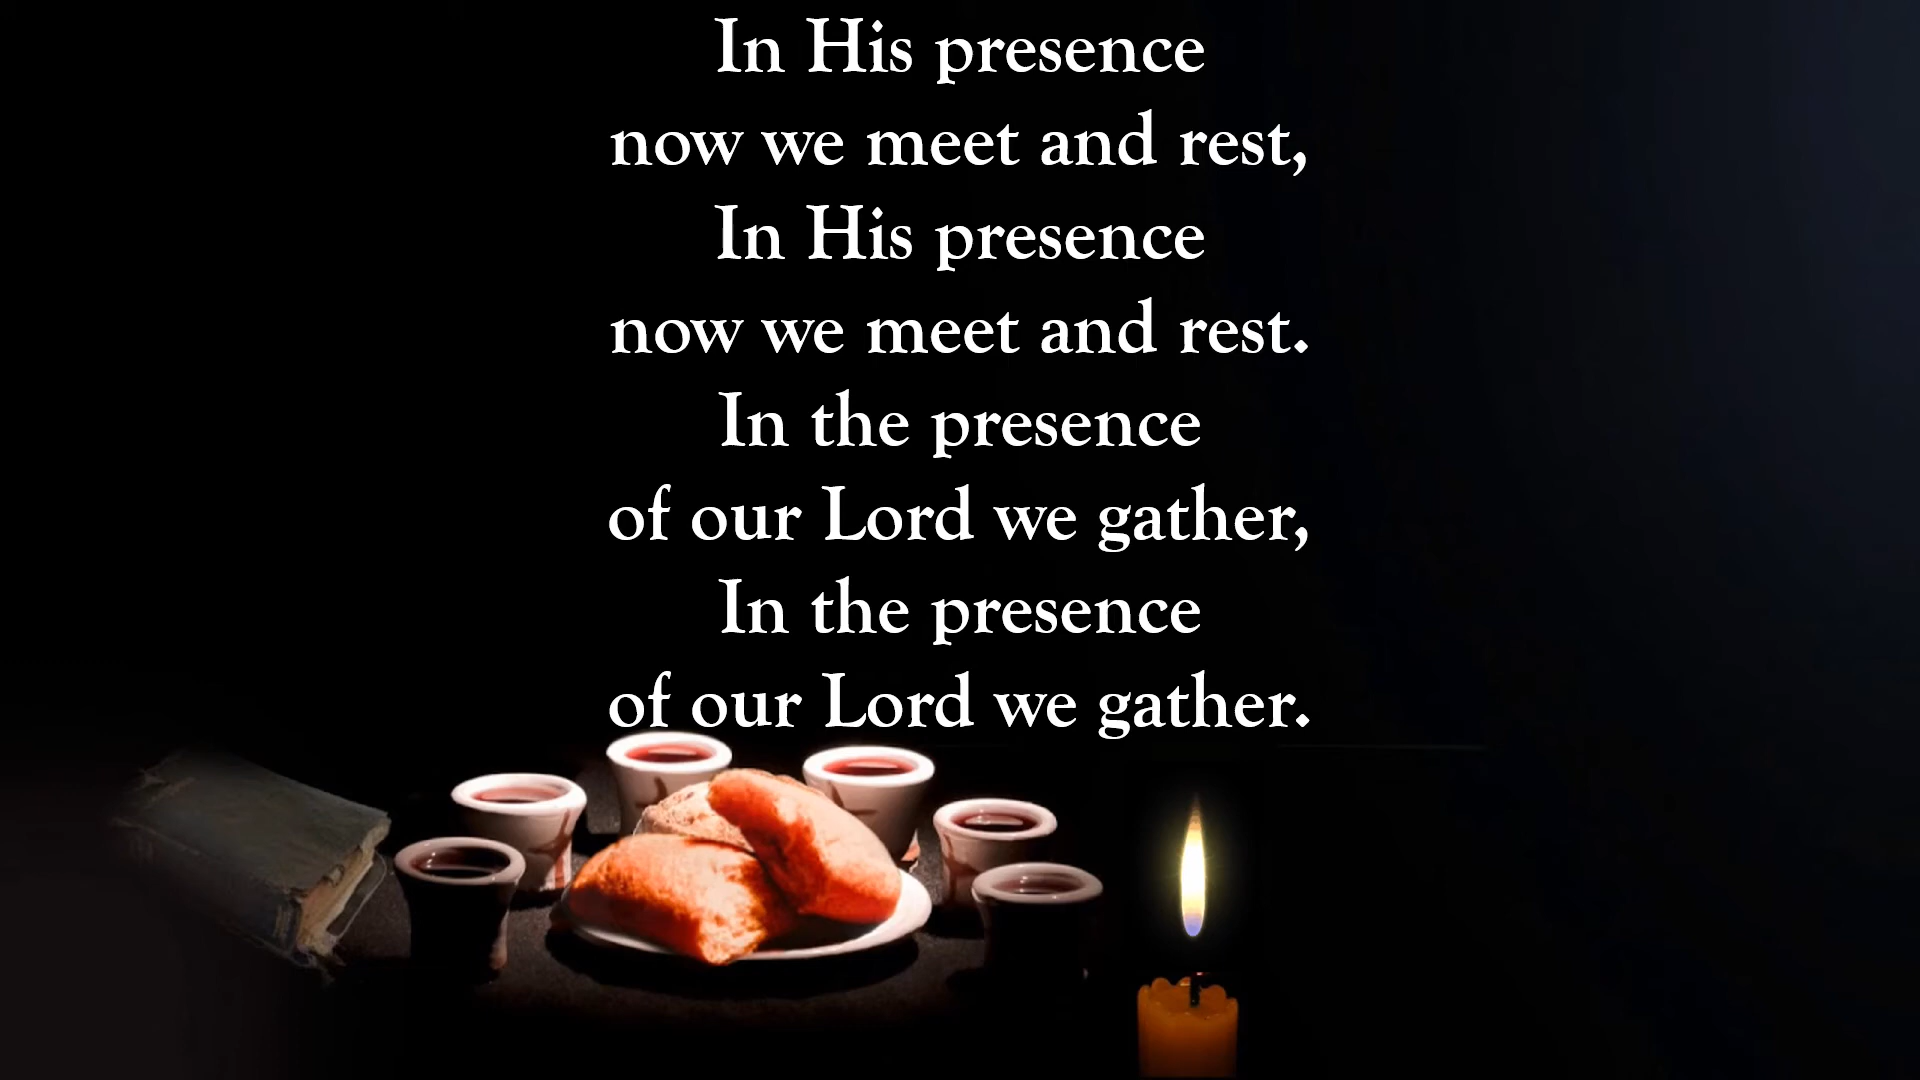 In His presence
now we meet and rest,
In His presence
now we meet and rest.
In the presence
of our Lord we gather,
In the presence
of our Lord we gather.